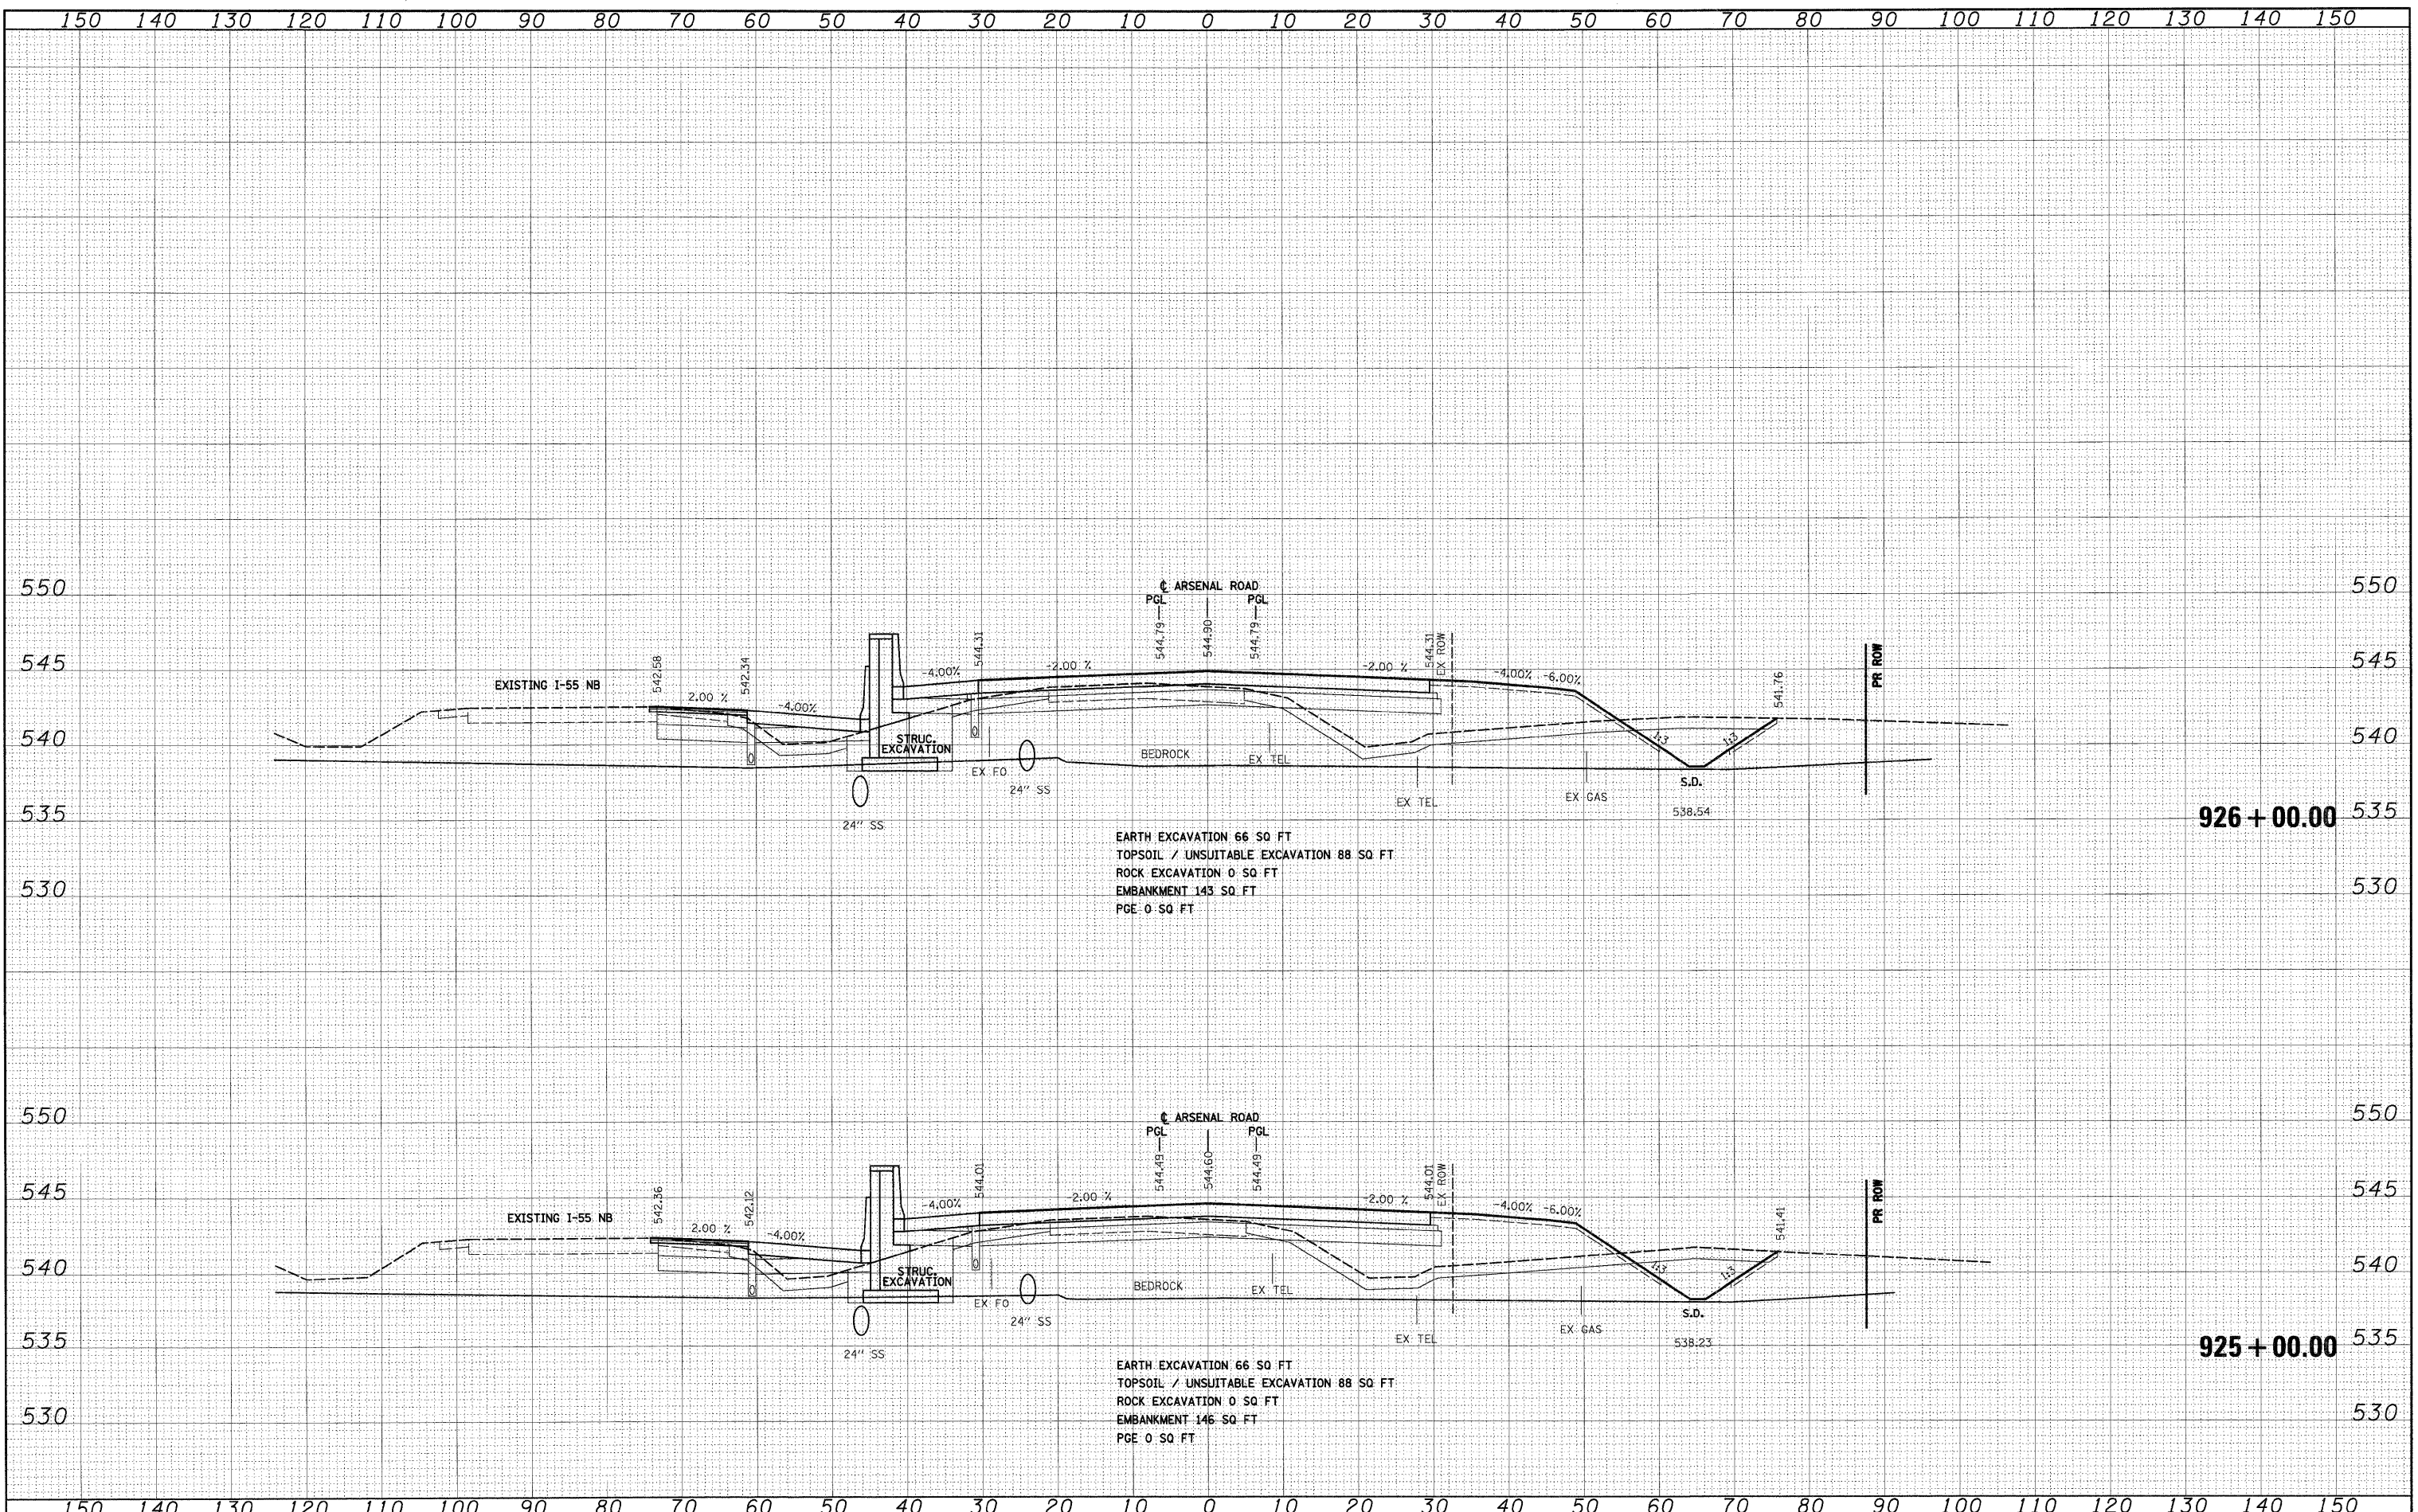 150 140 130 120 110 100 90 80 70 60 50 40 30 20 10 0 10 20 30 40 50 60 70 80 90 100 110 120 130 140 150
550 ℄ ARSENAL ROAD 550
PGL PGL
544.79 544.90 544.79
545 542.58 542.34 -4.00% 544.31 -2.00 % -2.00 % 544.31 EX ROW -4.00% -6.00% 541.76 PR ROW 545
EXISTING I-55 NB 2.00 % -4.00%
540 STRUC. 1:3 1:3 540
EXCAVATION BEDROCK EX TEL
EX FO
24" SS EX TEL EX GAS S.D.
535 24" SS 538.54 926+00.00 535
EARTH EXCAVATION 66 SQ FT
TOPSOIL / UNSUITABLE EXCAVATION 88 SQ FT
ROCK EXCAVATION 0 SQ FT
530 EMBANKMENT 143 SQ FT 530
PGE 0 SQ FT
550 ℄ ARSENAL ROAD 550
PGL PGL
544.49 544.60 544.49
545 542.36 542.12 -4.00% 544.01 -2.00 % -2.00 % 544.01 EX ROW -4.00% -6.00% 541.41 PR ROW 545
EXISTING I-55 NB 2.00 % -4.00%
540 STRUC. 1:3 1:3 540
EXCAVATION BEDROCK EX TEL
EX FO
24" SS EX TEL EX GAS S.D.
535 24" SS 538.23 925+00.00 535
EARTH EXCAVATION 66 SQ FT
TOPSOIL / UNSUITABLE EXCAVATION 88 SQ FT
ROCK EXCAVATION 0 SQ FT
530 EMBANKMENT 146 SQ FT 530
PGE 0 SQ FT
150 140 130 120 110 100 90 80 70 60 50 40 30 20 10 0 10 20 30 40 50 60 70 80 90 100 110 120 130 140 150